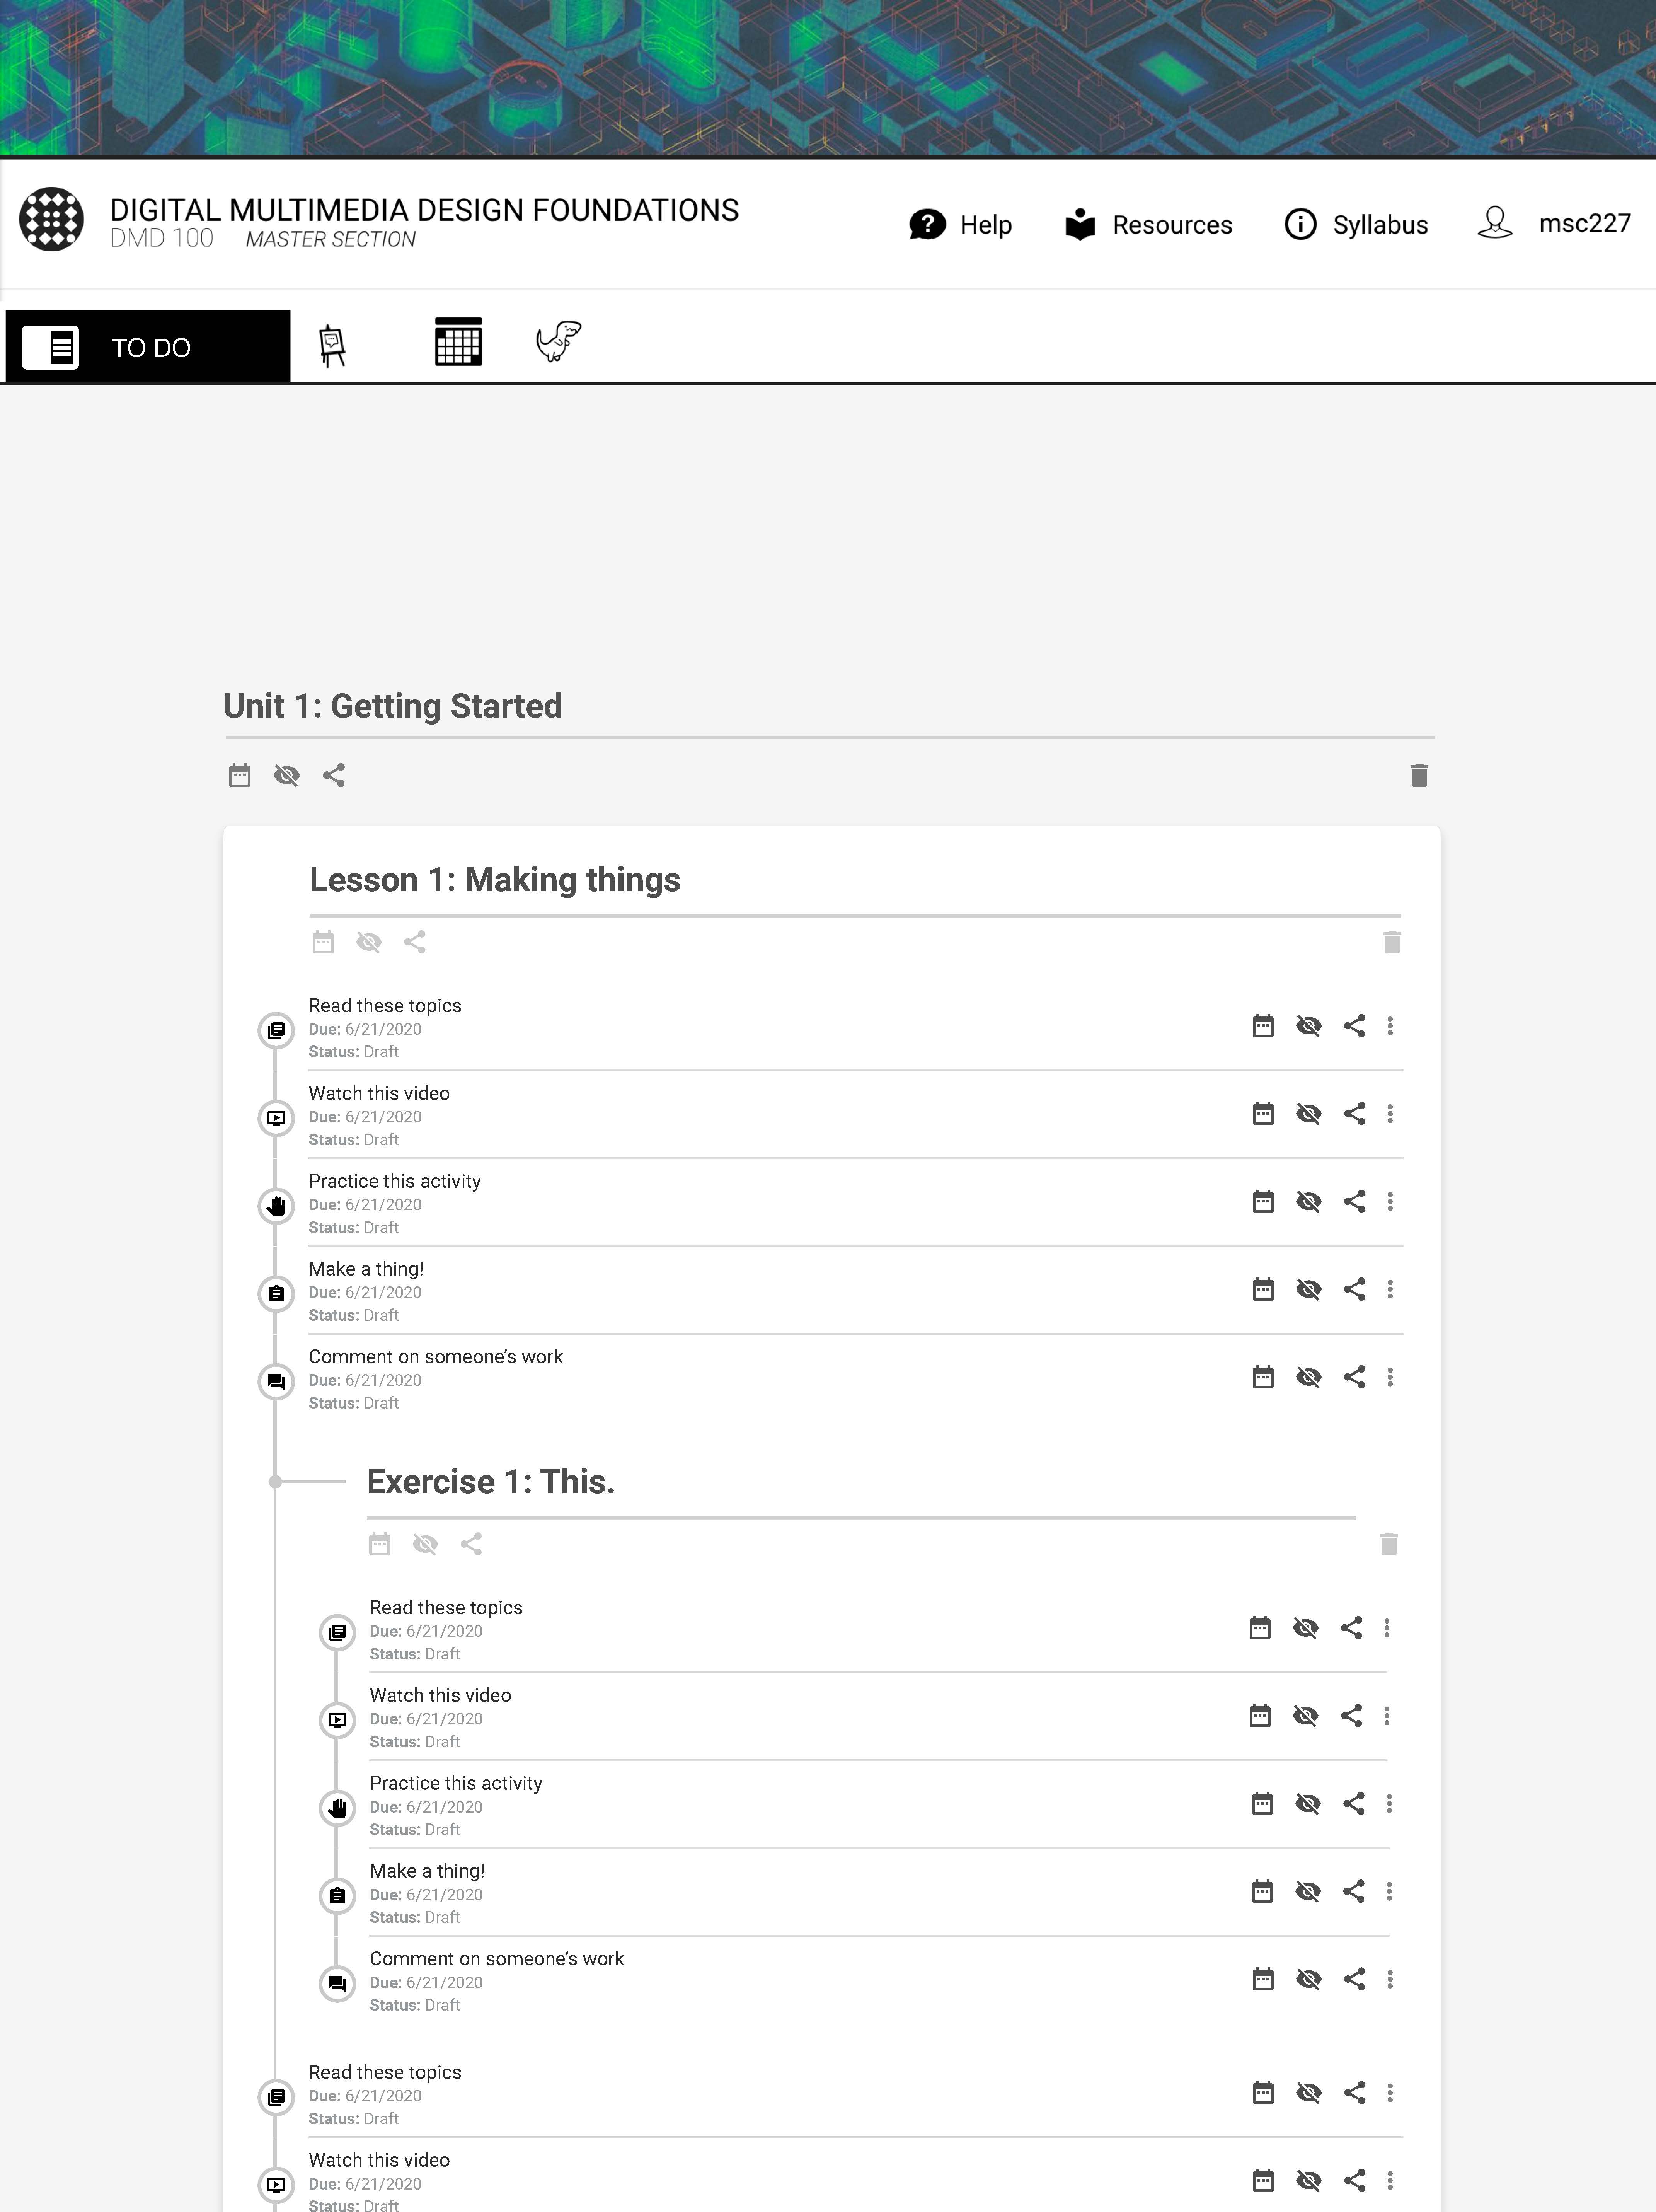 DIGITAL MULTIMEDIA DESIGN FOUNDATIONS
DMD 100 MASTER SECTION
Help Resources Syllabus msc227
TO DO
Unit 1: Getting Started
Lesson 1: Making things
Read these topics
Due: 6/21/2020
Status: Draft
Watch this video
Due: 6/21/2020
Status: Draft
Practice this activity
Due: 6/21/2020
Status: Draft
Make a thing!
Due: 6/21/2020
Status: Draft
Comment on someone’s work
Due: 6/21/2020
Status: Draft
Exercise 1: This.
Read these topics
Due: 6/21/2020
Status: Draft
Watch this video
Due: 6/21/2020
Status: Draft
Practice this activity
Due: 6/21/2020
Status: Draft
Make a thing!
Due: 6/21/2020
Status: Draft
Comment on someone’s work
Due: 6/21/2020
Status: Draft
Read these topics
Due: 6/21/2020
Status: Draft
Watch this video
Due: 6/21/2020
Status: Draft